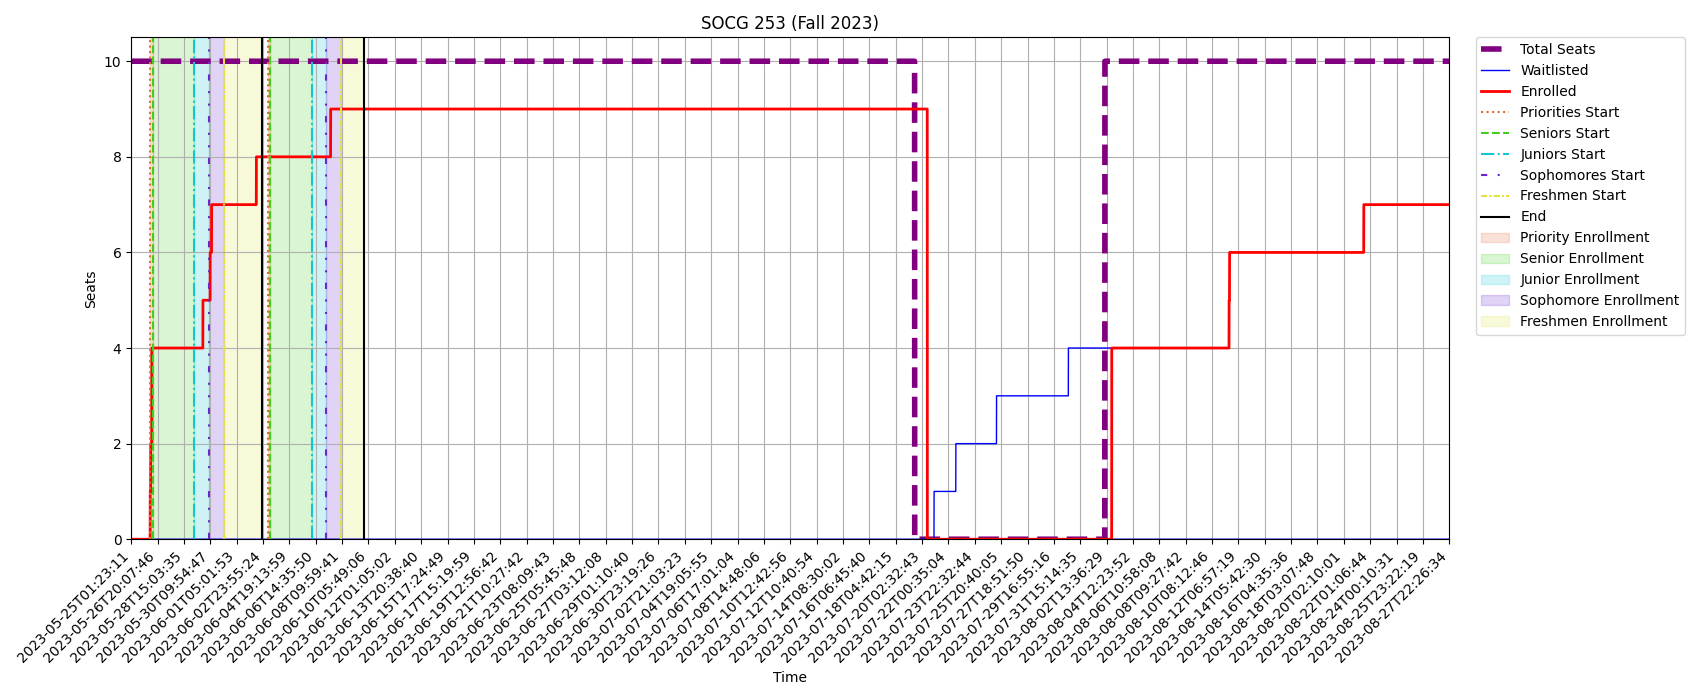 SOCG 253 (Fall 2023)
Seats
10
8
6
4
2
0
2023-05-25T01:23:11
2023-05-26T20:07:46
2023-05-28T15:03:35
2023-05-30T09:54:47
2023-06-01T05:01:53
2023-06-02T23:55:24
2023-06-04T19:13:59
2023-06-06T14:35:50
2023-06-08T09:59:41
2023-06-10T05:49:06
2023-06-12T01:05:02
2023-06-13T20:38:40
2023-06-15T17:24:49
2023-06-17T15:19:59
2023-06-19T12:56:42
2023-06-21T10:27:42
2023-06-23T08:09:43
2023-06-25T05:45:48
2023-06-27T03:12:08
2023-06-29T01:10:40
2023-06-30T23:19:26
2023-07-02T21:03:23
2023-07-04T19:05:55
2023-07-06T17:01:04
2023-07-08T14:48:06
2023-07-10T12:42:56
2023-07-12T10:40:54
2023-07-14T08:30:02
2023-07-16T06:45:40
2023-07-18T04:42:15
2023-07-20T02:32:43
2023-07-22T00:35:04
2023-07-23T22:32:44
2023-07-25T20:40:05
2023-07-27T18:51:50
2023-07-29T16:55:16
2023-07-31T15:14:35
2023-08-02T13:36:29
2023-08-04T12:23:52
2023-08-06T10:58:08
2023-08-08T09:27:42
2023-08-10T08:12:46
2023-08-12T06:57:19
2023-08-14T05:42:30
2023-08-16T04:35:36
2023-08-18T03:07:48
2023-08-20T02:10:01
2023-08-22T01:06:44
2023-08-24T00:10:31
2023-08-25T23:22:19
2023-08-27T22:26:34
Time
Total Seats
Waitlisted
Enrolled
Priorities Start
Seniors Start
Juniors Start
Sophomores Start
Freshmen Start
End
Priority Enrollment
Senior Enrollment
Junior Enrollment
Sophomore Enrollment
Freshmen Enrollment